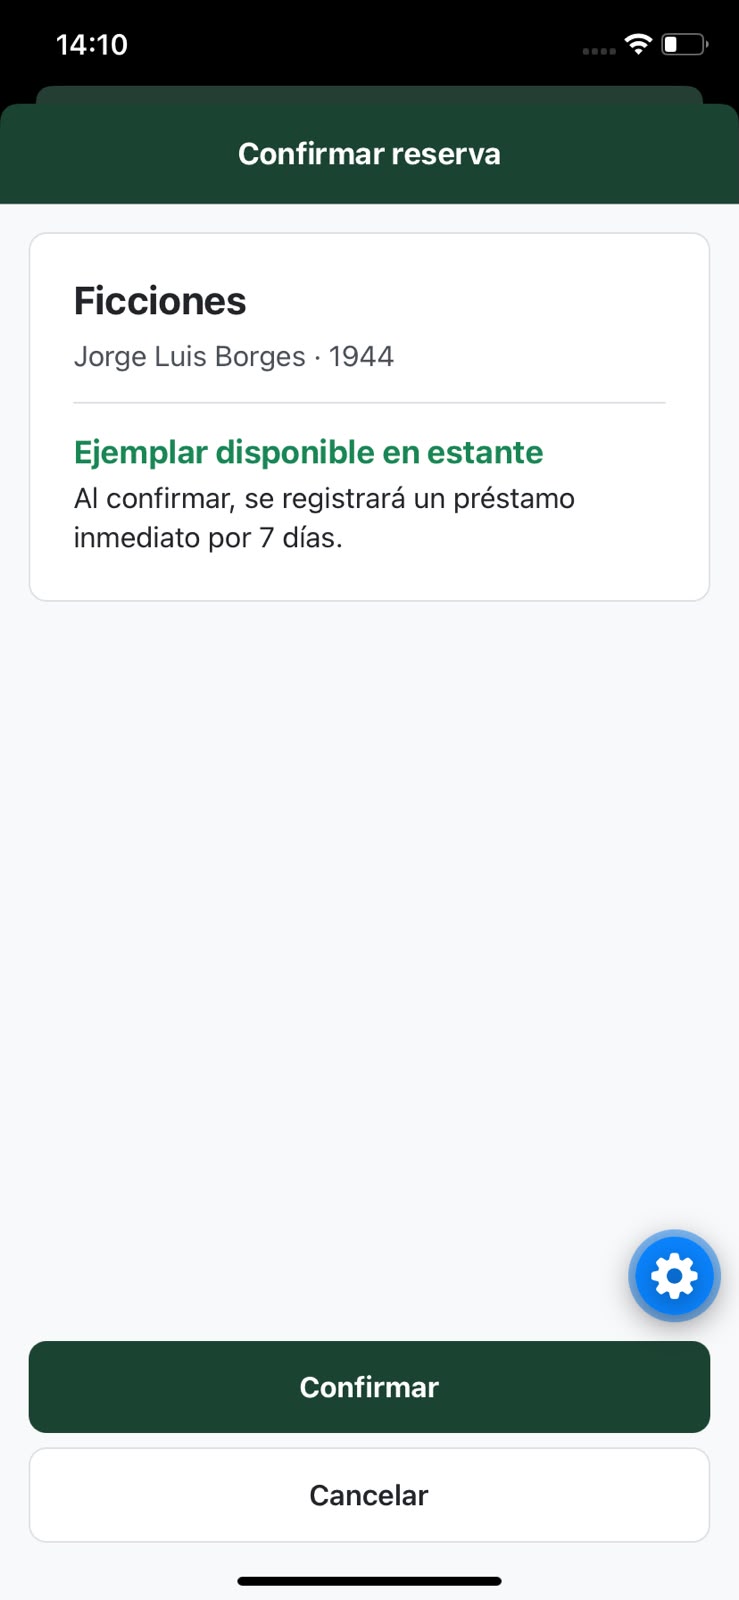 14:10
Confirmar reserva
Ficciones
Jorge Luis Borges · 1944
Ejemplar disponible en estante
Al confirmar, se registrará un préstamo
inmediato por 7 días.
Confirmar
Cancelar